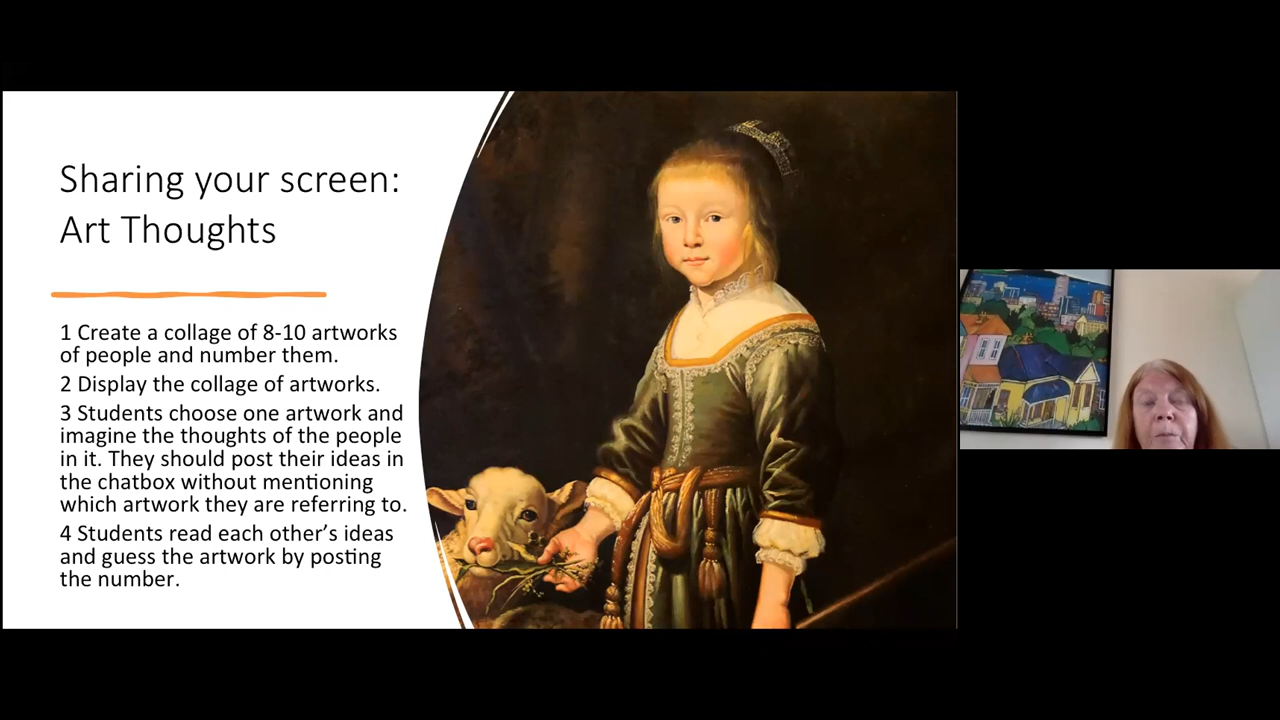 Sharing your screen:
Art Thoughts
1 Create a collage of 8-10 artworks
of people and number them.
2 Display the collage of artworks.
3 Students choose one artwork and
imagine the thoughts of the people
in it. They should post their ideas in
the chatbox without mentioning
which artwork they are referring to.
4 Students read each other’s ideas
and guess the artwork by posting
the number.